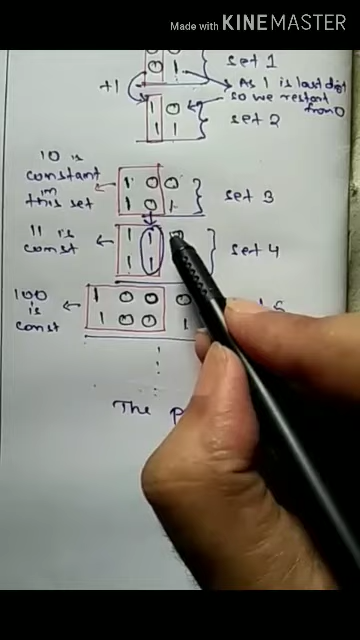 Made with KINEMASTER
0 0
0 1 } set 1
+1
→ As 1 is last digit
so we restart
from 0
1 0
1 1 } set 2
10 is
constant
in
this set
1 0 0
1 0 1 } set 3
11 is
const
1 1 0
1 1 } set 4
100
is
const
1 0 0 0
1 0 0 1
The